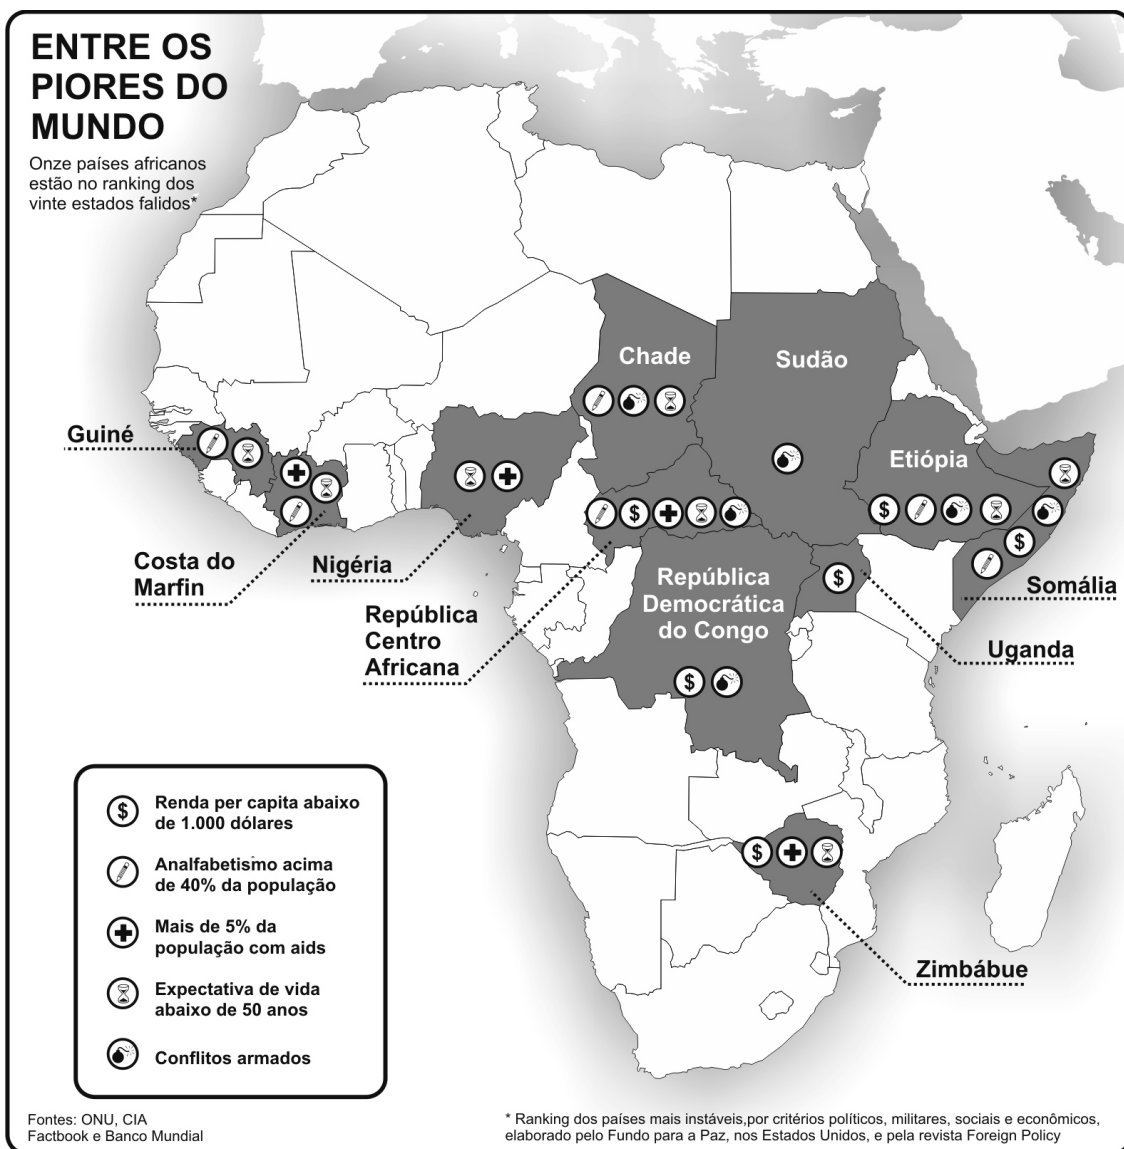 ENTRE OS
PIORES DO
MUNDO
Onze países africanos
estão no ranking dos
vinte estados falidos*
Chade
Sudão
Guiné
Etiópia
Costa do
Marfin
Nigéria
República
Centro
Africana
República
Democrática
do Congo
Somália
Uganda
Zimbábue
$ Renda per capita abaixo
de 1.000 dólares
Analfabetismo acima
de 40% da população
Mais de 5% da
população com aids
Expectativa de vida
abaixo de 50 anos
Conflitos armados
Fontes: ONU, CIA
Factbook e Banco Mundial
* Ranking dos países mais instáveis,por critérios políticos, militares, sociais e econômicos,
elaborado pelo Fundo para a Paz, nos Estados Unidos, e pela revista Foreign Policy